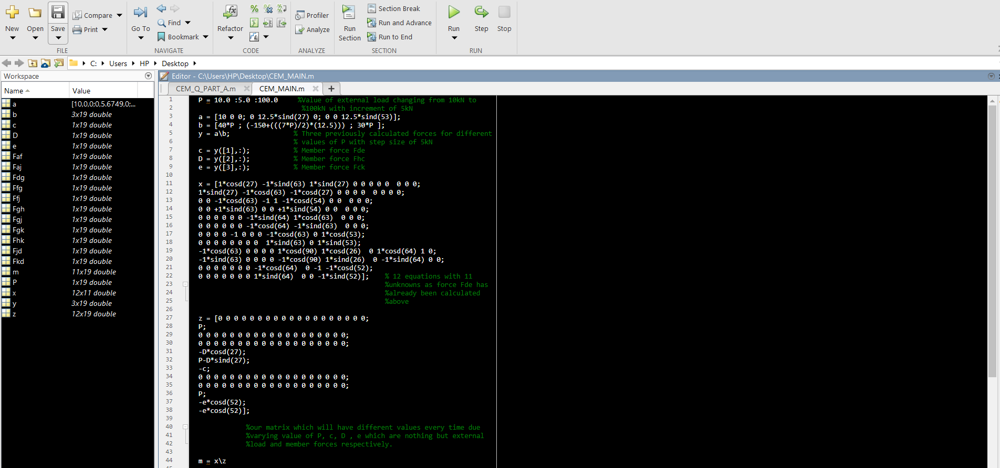 New
Open
Save
Compare
Print
FILE
Go To
Find
Bookmark
NAVIGATE
Refactor
CODE
Profiler
Analyze
ANALYZE
Run
Section
Section Break
Run and Advance
Run to End
SECTION
Run
Step
Stop
RUN
C: Users HP Desktop
Workspace
Name Value
a [10,0,0;0,5.6749,0;...
b 3x19 double
c 1x19 double
D 1x19 double
e 1x19 double
Faf 1x19 double
Faj 1x19 double
Fdg 1x19 double
Ffg 1x19 double
Ffj 1x19 double
Fgh 1x19 double
Fgj 1x19 double
Fgk 1x19 double
Fhk 1x19 double
Fjd 1x19 double
Fkd 1x19 double
m 11x19 double
P 1x19 double
x 12x11 double
y 3x19 double
z 12x19 double
Editor - C:\Users\HP\Desktop\CEM_MAIN.m
CEM_Q_PART_A.m CEM_MAIN.m
1 P = 10.0 :5.0 :100.0 %Value of external load changing from 10kN to
2 %100kN with increment of 5kN
3 a = [10 0 0; 0 12.5*sind(27) 0; 0 0 12.5*sind(53)];
4 b = [40*P ; (-150+(((7*P)/2)*(12.5))) ; 30*P ];
5 y = a\b; % Three previously calculated forces for different
6 % values of P with step size of 5kN
7 c = y([1],:); % Member force Fde
8 D = y([2],:); % Member force Fhc
9 e = y([3],:); % Member force Fck
10
11 x = [1*cosd(27) -1*sind(63) 1*sind(27) 0 0 0 0 0 0 0 0;
12 1*sind(27) -1*cosd(63) -1*cosd(27) 0 0 0 0 0 0 0 0;
13 0 0 -1*cosd(63) -1 1 -1*cosd(54) 0 0 0 0 0;
14 0 0 +1*sind(63) 0 0 +1*sind(54) 0 0 0 0 0;
15 0 0 0 0 0 0 -1*sind(64) 1*cosd(63) 0 0 0;
16 0 0 0 0 0 0 -1*cosd(64) -1*sind(63) 0 0 0;
17 0 0 0 0 -1 0 0 0 -1*cosd(63) 0 1*cosd(53);
18 0 0 0 0 0 0 0 0 1*sind(63) 0 1*sind(53);
19 -1*cosd(63) 0 0 0 0 1*cosd(90) 1*cosd(26) 0 1*cosd(64) 1 0;
20 -1*sind(63) 0 0 0 0 -1*cosd(90) 1*sind(26) 0 -1*sind(64) 0 0;
21 0 0 0 0 0 0 0 -1*cosd(64) 0 -1 -1*cosd(52);
22 0 0 0 0 0 0 0 1*sind(64) 0 0 -1*sind(52)]; % 12 equations with 11
23 %unknowns as force Fde has
24 %already been calculated
25 %above
26
27 z = [0 0 0 0 0 0 0 0 0 0 0 0 0 0 0 0 0 0 0;
28 P;
29 0 0 0 0 0 0 0 0 0 0 0 0 0 0 0 0 0 0 0;
30 0 0 0 0 0 0 0 0 0 0 0 0 0 0 0 0 0 0 0;
31 -D*cosd(27);
32 P-D*sind(27);
33 -c;
34 0 0 0 0 0 0 0 0 0 0 0 0 0 0 0 0 0 0 0;
35 0 0 0 0 0 0 0 0 0 0 0 0 0 0 0 0 0 0 0;
36 P;
37 -e*cosd(52);
38 -e*cosd(52)];
39
40 %our matrix which will have different values every time due
41 %varying value of P, c, D , e which are nothing but external
42 %load and member forces respectively.
43
44 m = x\z